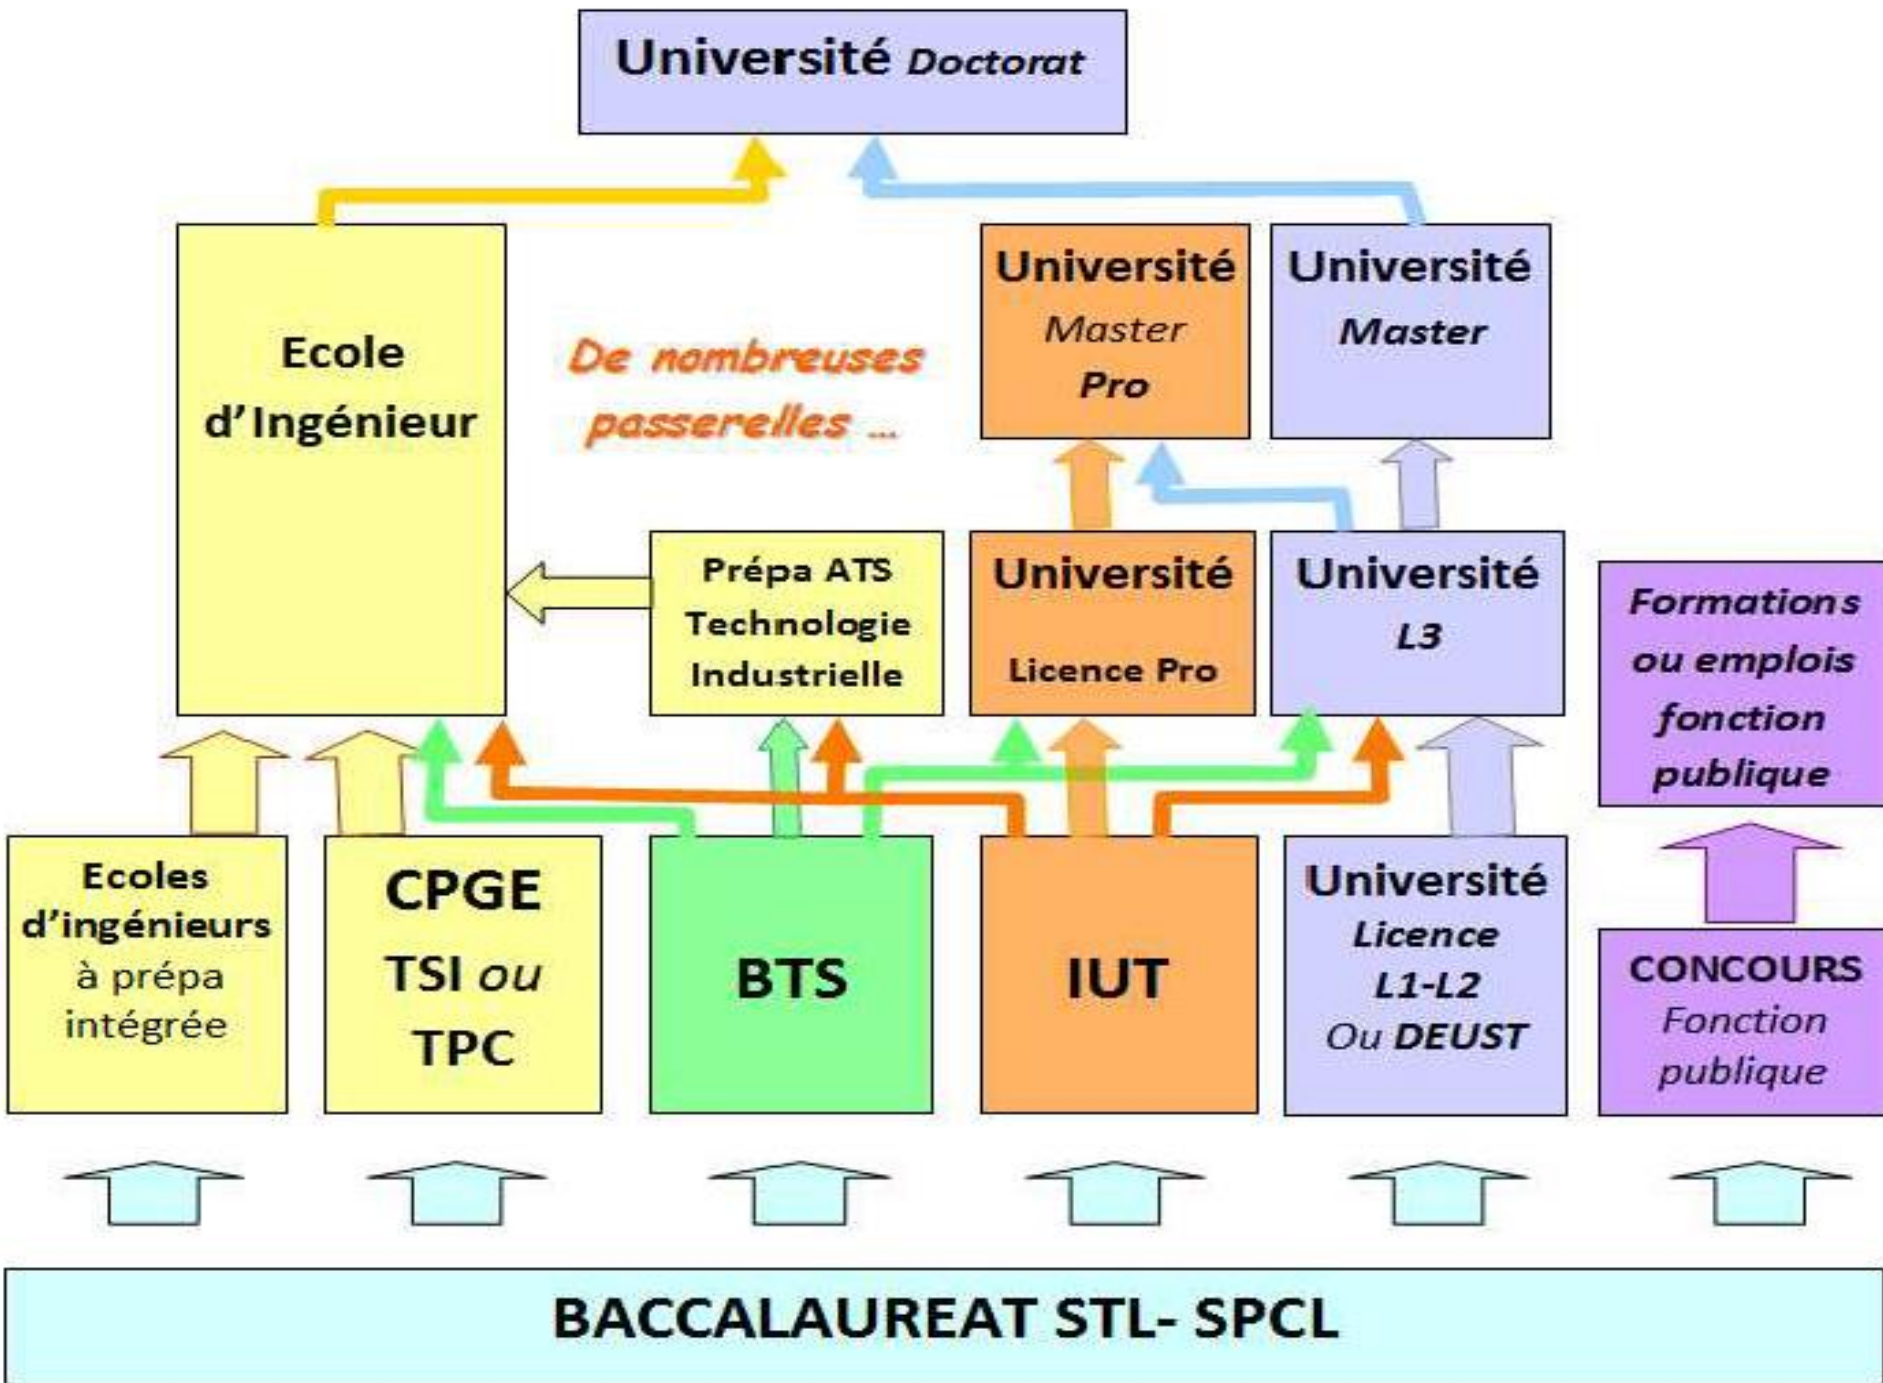 Université Doctorat
Ecole
d'Ingénieur
De nombreuses
passerelles ...
Université
Master
Pro
Université
Master
Prépa ATS
Technologie
Industrielle
Université
Licence Pro
Université
L3
Formations
ou emplois
fonction
publique
Ecoles
d'ingénieurs
à prépa
intégrée
CPGE
TSI ou
TPC
BTS
IUT
Université
Licence
L1-L2
Ou DEUST
CONCOURS
Fonction
publique
BACCALAUREAT STL- SPCL